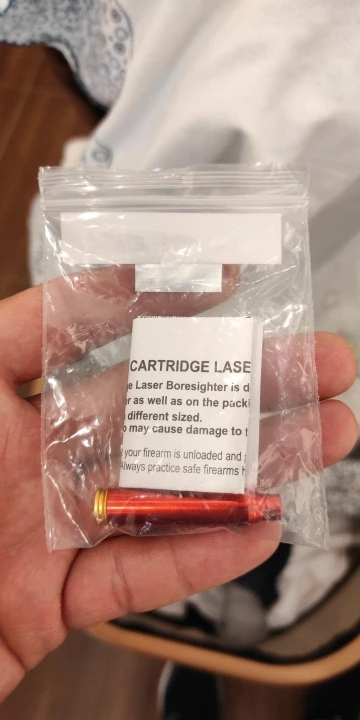 CARTRIDGE LASE
e Laser Boresighter is d
er as well as on the packi
different sized.
o may cause damage to t
your firearm is unloaded and
Always practice safe firearms h